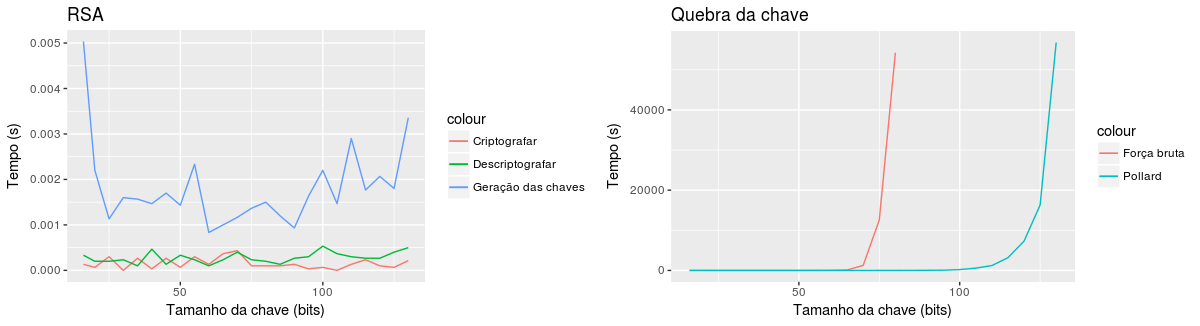 RSA
Tempo (s)
0.005
0.004
0.003
0.002
0.001
0.000
50
100
Tamanho da chave (bits)
colour
Criptografar
Descriptografar
Geração das chaves
Quebra da chave
Tempo (s)
40000
20000
0
50
100
Tamanho da chave (bits)
colour
Força bruta
Pollard